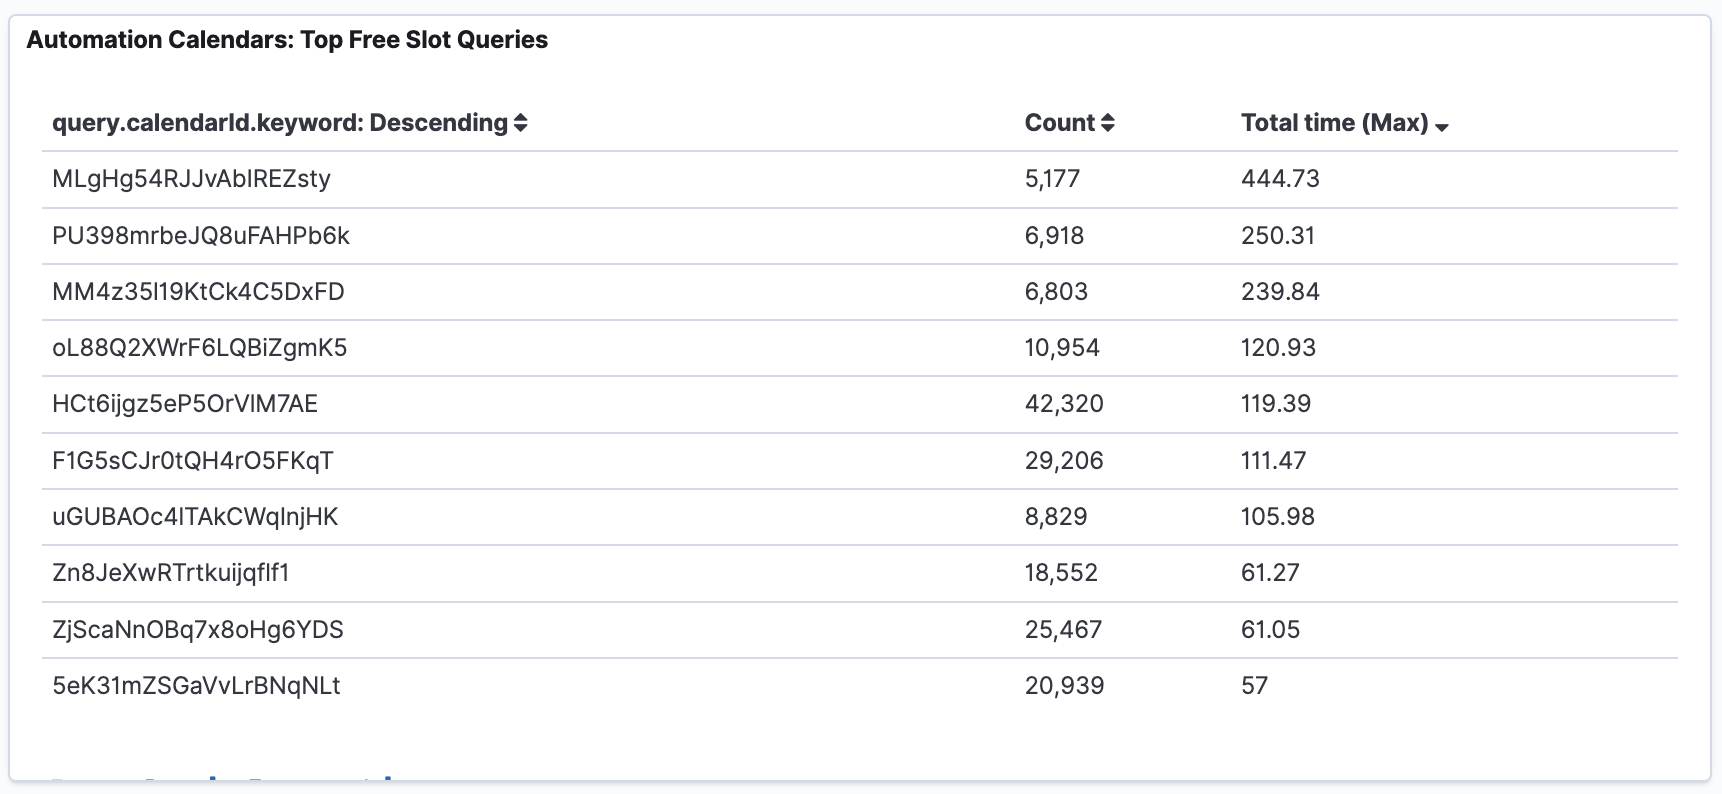 Automation Calendars: Top Free Slot Queries
query.calendarId.keyword: Descending Count Total time (Max)
MLgHg54RJJvAblREZsty 5,177 444.73
PU398mrbeJQ8uFAHPb6k 6,918 250.31
MM4z35l19KtCk4C5DxFD 6,803 239.84
oL88Q2XWrF6LQBiZgmK5 10,954 120.93
HCt6ijgz5eP5OrVlM7AE 42,320 119.39
F1G5sCJr0tQH4rO5FKqT 29,206 111.47
uGUBAOc4lTAkCWqlnjHK 8,829 105.98
Zn8JeXwRTrtkuijqflf1 18,552 61.27
ZjScaNnOBq7x8oHg6YDS 25,467 61.05
5eK31mZSGaVvLrBNqNLt 20,939 57